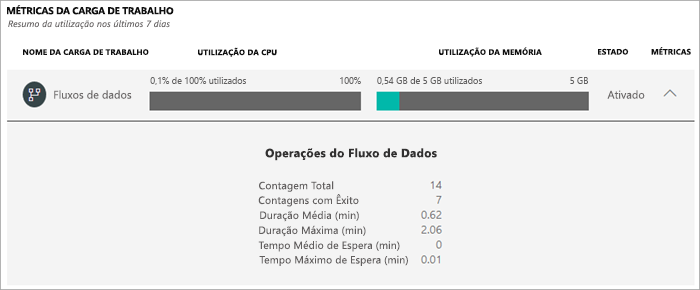 MÉTRICAS DA CARGA DE TRABALHO
Resumo da utilização nos últimos 7 dias
NOME DA CARGA DE TRABALHO UTILIZAÇÃO DA CPU UTILIZAÇÃO DA MEMÓRIA ESTADO MÉTRICAS
0,1% de 100% utilizados 100% 0,54 GB de 5 GB utilizados 5 GB
Fluxos de dados Ativado
Operações do Fluxo de Dados
Contagem Total 14
Contagens com Êxito 7
Duração Média (min) 0.62
Duração Máxima (min) 2.06
Tempo Médio de Espera (min) 0
Tempo Máximo de Espera (min) 0.01